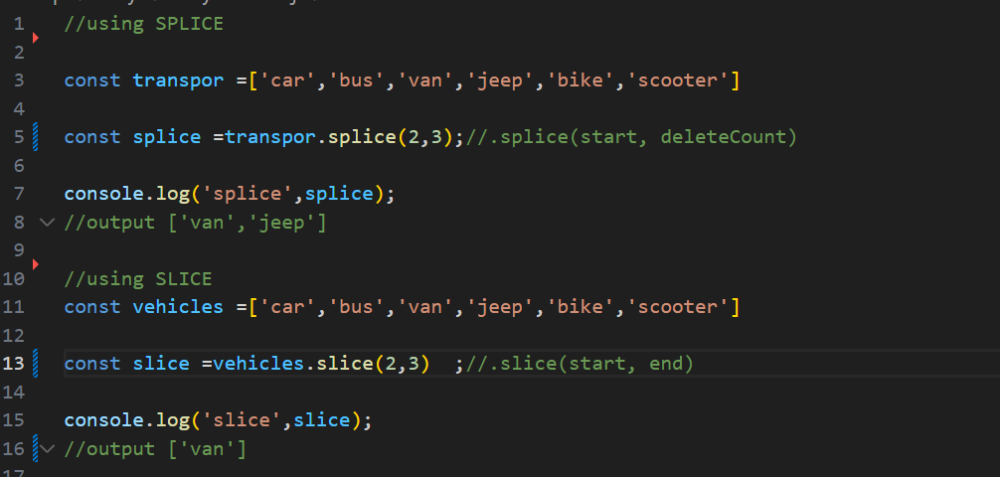 1 //using SPLICE
2
3 const transpor =['car','bus','van','jeep','bike','scooter']
4
5 const splice =transpor.splice(2,3);//.splice(start, deleteCount)
6
7 console.log('splice',splice);
8 //output ['van','jeep']
9
10 //using SLICE
11 const vehicles =['car','bus','van','jeep','bike','scooter']
12
13 const slice =vehicles.slice(2,3)  ;//.slice(start, end)
14
15 console.log('slice',slice);
16 //output ['van']
17